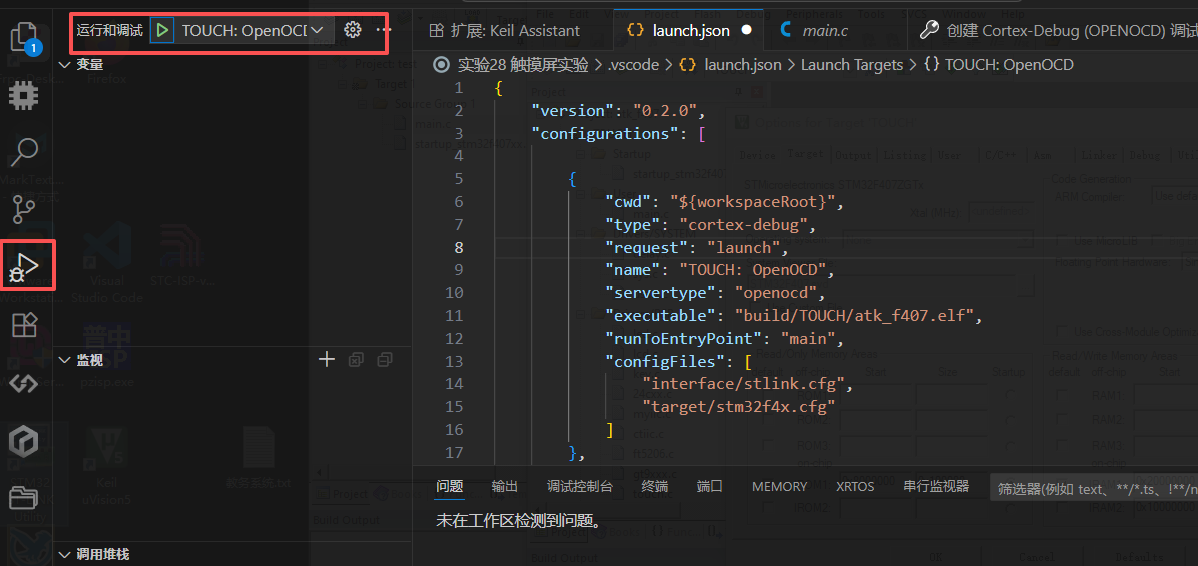 运行和调试 TOUCH: OpenOC
扩展: Keil Assistant
launch.json
main.c
创建 Cortex-Debug (OPENOCD) 调试
1
变量
实验28 触摸屏实验 > .vscode > {} launch.json > Launch Targets > {} TOUCH: OpenOCD
1 {
2 "version": "0.2.0",
3 "configurations": [
4
5 {
6 "cwd": "${workspaceRoot}",
7 "type": "cortex-debug",
8 "request": "launch",
9 "name": "TOUCH: OpenOCD",
10 "servertype": "openocd",
11 "executable": "build/TOUCH/atk_f407.elf",
12 "runToEntryPoint": "main",
13 "configFiles": [
14 "interface/stlink.cfg",
15 "target/stm32f4x.cfg"
16 ]
17 },
监视
问题 输出 调试控制台 终端 端口 MEMORY XRTOS 串行监视器
筛选器(例如 text、**/*.ts、!**/n
未在工作区检测到问题。
调用堆栈